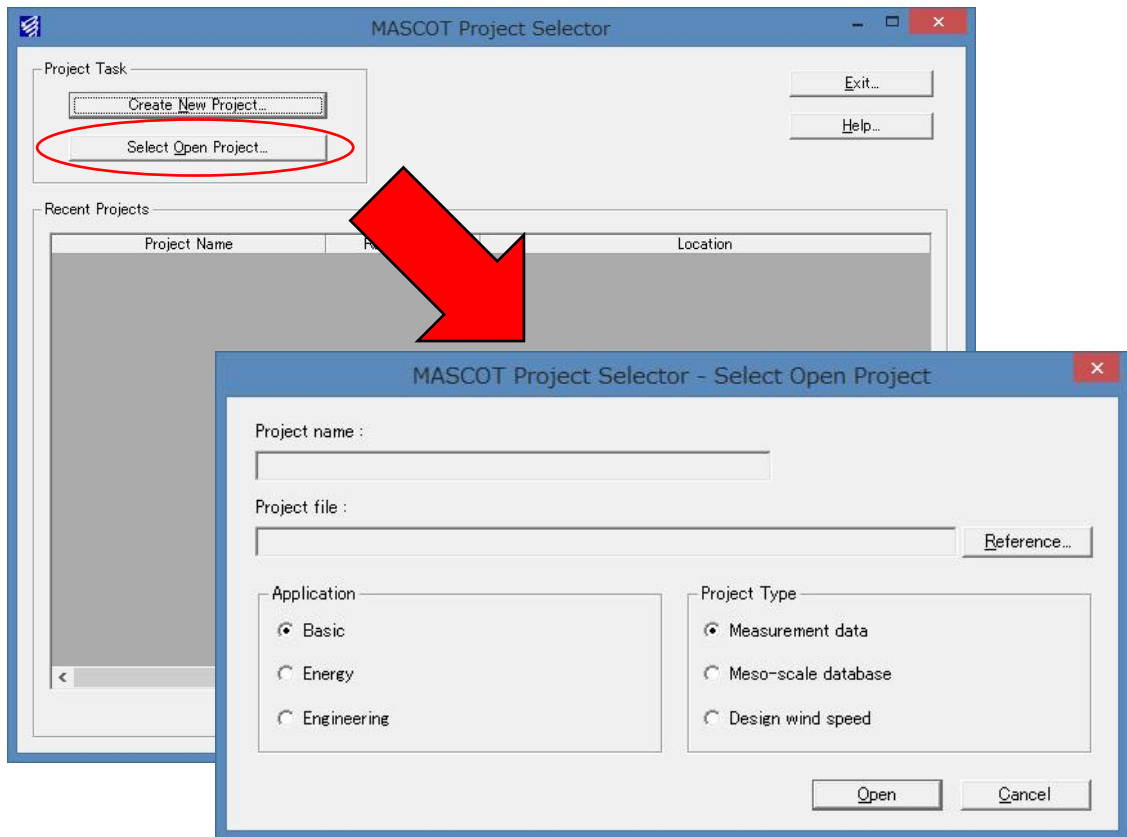 MASCOT Project Selector
Project Task
Create New Project...
Select Open Project...
Exit...
Help...
Recent Projects
Project Name
Location
MASCOT Project Selector - Select Open Project
Project name :
Project file :
Reference...
Application
Basic
Energy
Engineering
Project Type
Measurement data
Meso-scale database
Design wind speed
Open
Cancel